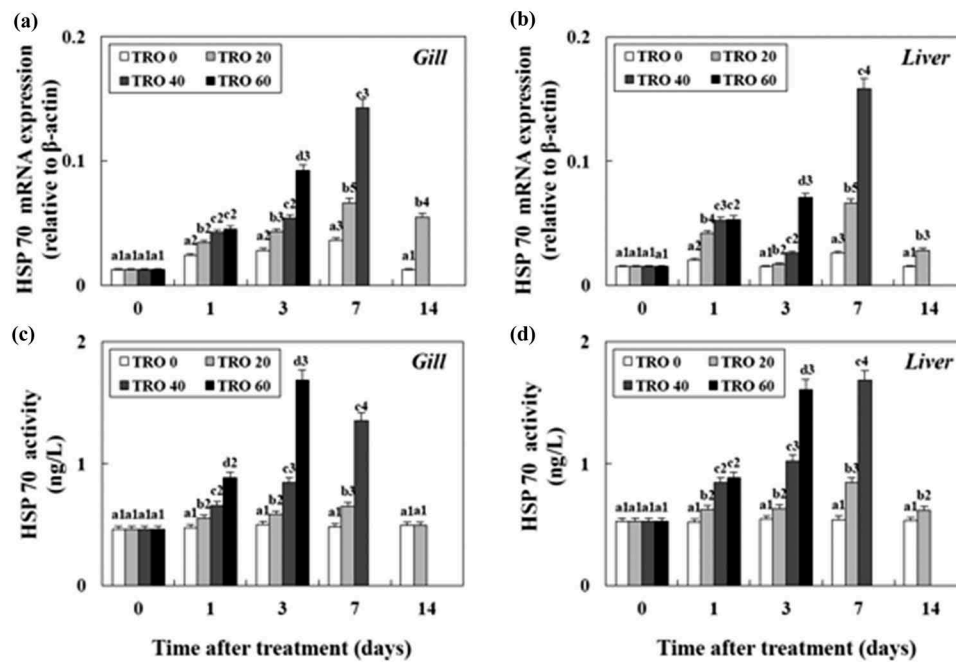 (a)
HSP 70 mRNA expression
(relative to β-actin)
0.2
0.1
0
TRO 0 TRO 20
TRO 40 TRO 60
Gill
a1a1a1a1
a2 b2 c2 c2
a2 b3 c2 d3
a3 b5 c3
a1 b4
0 1 3 7 14
(b)
HSP 70 mRNA expression
(relative to β-actin)
0.2
0.1
0
TRO 0 TRO 20
TRO 40 TRO 60
Liver
a1a1a1a1
a2 b4 c3c2
a1 b2 c2 d3
a3 b5 c4
a1 b3
0 1 3 7 14
(c)
HSP 70 activity
(ng/L)
2
1
0
TRO 0 TRO 20
TRO 40 TRO 60
Gill
a1a1a1a1
a1 b2 c2 d2
a1 b2 c3 d3
a1 b3 c4
a1 a1
0 1 3 7 14
Time after treatment (days)
(d)
HSP 70 activity
(ng/L)
2
1
0
TRO 0 TRO 20
TRO 40 TRO 60
Liver
a1a1a1a1
a1 b2 c2 c2
a1 b2 c3 d3
a1 b3 c4
a1 b2
0 1 3 7 14
Time after treatment (days)